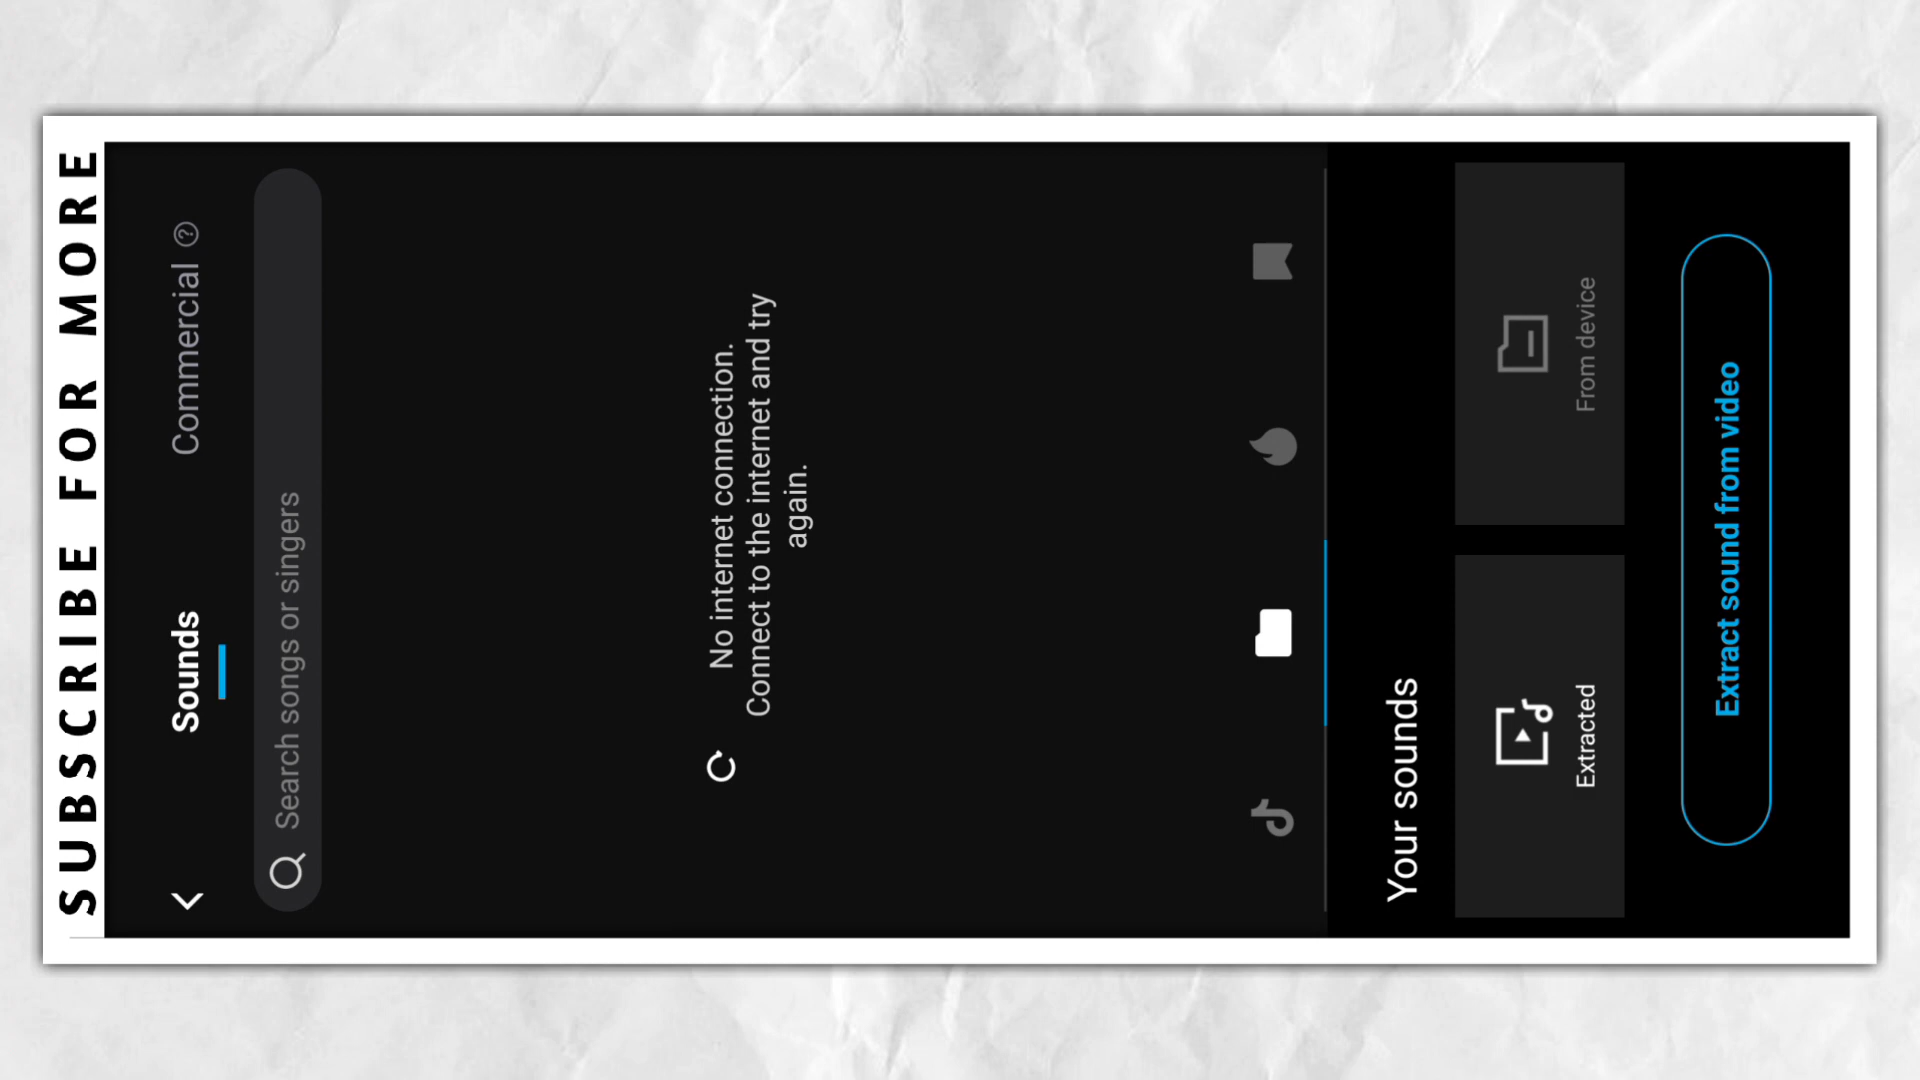 SUBSCRIBE FOR MORE
Sounds
Commercial
Search songs or singers
No internet connection.
Connect to the internet and try
again.
Your sounds
Extracted
From device
Extract sound from video